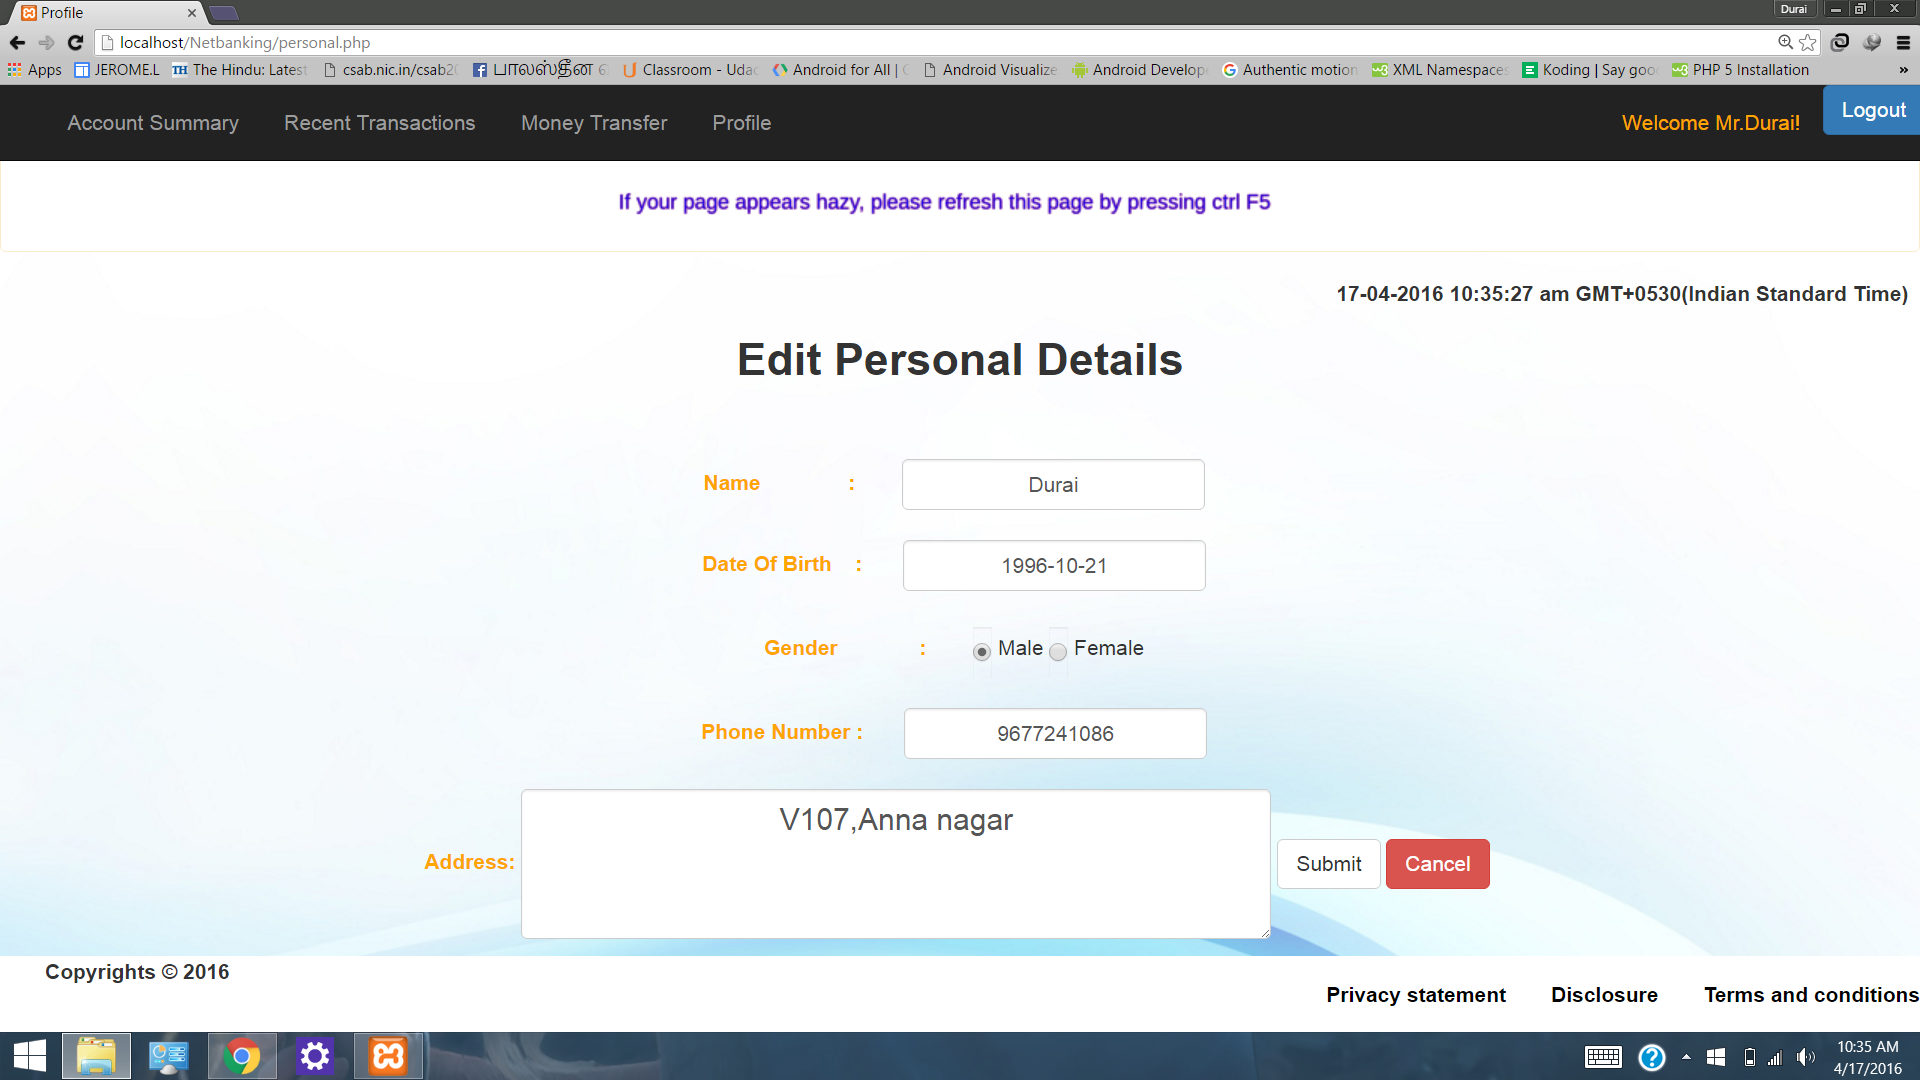 Profile
Durai
localhost/Netbanking/personal.php
Apps JEROME.L The Hindu: Latest csab.nic.in/csab20 Classroom - Udac Android for All | Android Visualize Android Develop Authentic motion XML Namespaces Koding | Say goo PHP 5 Installation »
Account Summary Recent Transactions Money Transfer Profile Welcome Mr.Durai! Logout
If your page appears hazy, please refresh this page by pressing ctrl F5
17-04-2016 10:35:27 am GMT+0530(Indian Standard Time)
Edit Personal Details
Name : Durai
Date Of Birth : 1996-10-21
Gender : Male Female
Phone Number : 9677241086
Address: V107,Anna nagar
Submit Cancel
Copyrights © 2016
Privacy statement Disclosure Terms and conditions
10:35 AM
4/17/2016